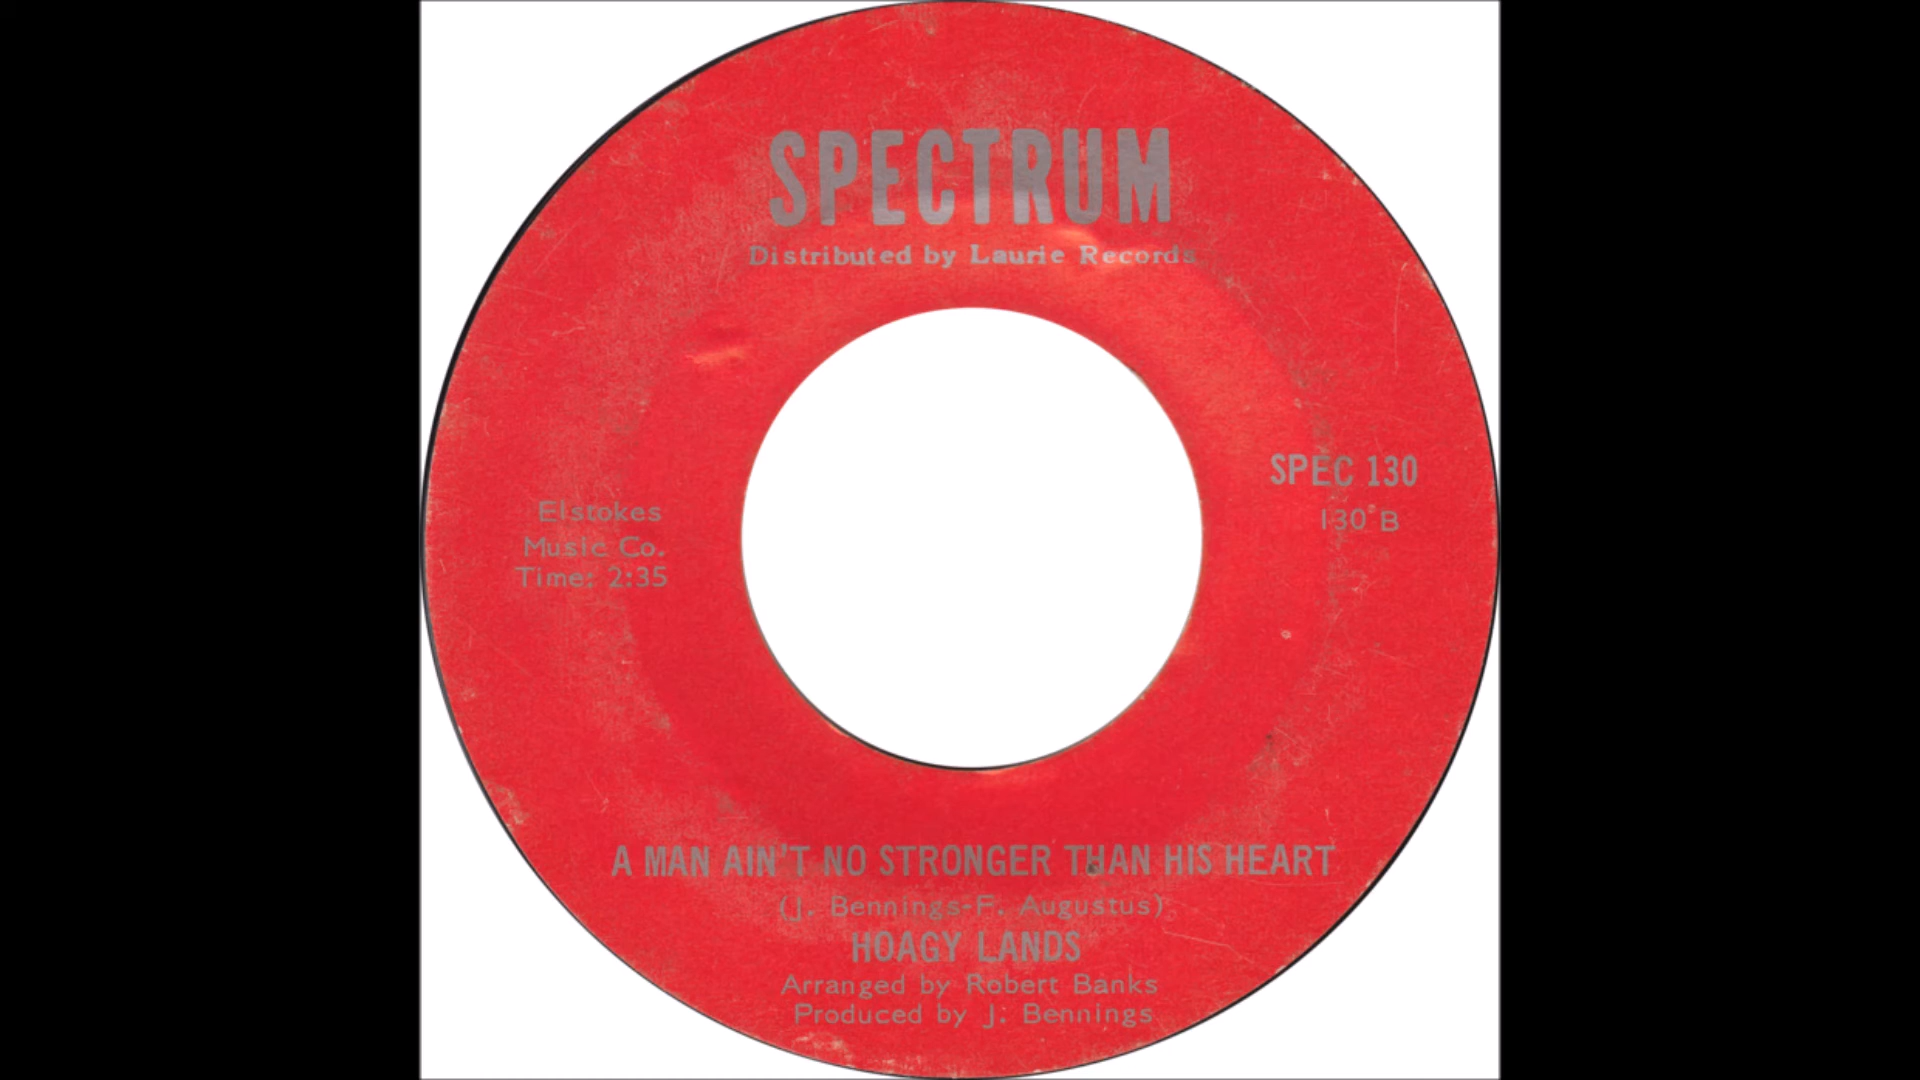 SPECTRUM
Distributed by Laurie Records
SPEC 130
130°B
Elstokes
Music Co.
Time: 2:35
A MAN AIN'T NO STRONGER THAN HIS HEART
(J. Bennings-F. Augustus)
HOAGY LANDS
Arranged by Robert Banks
Produced by J. Bennings